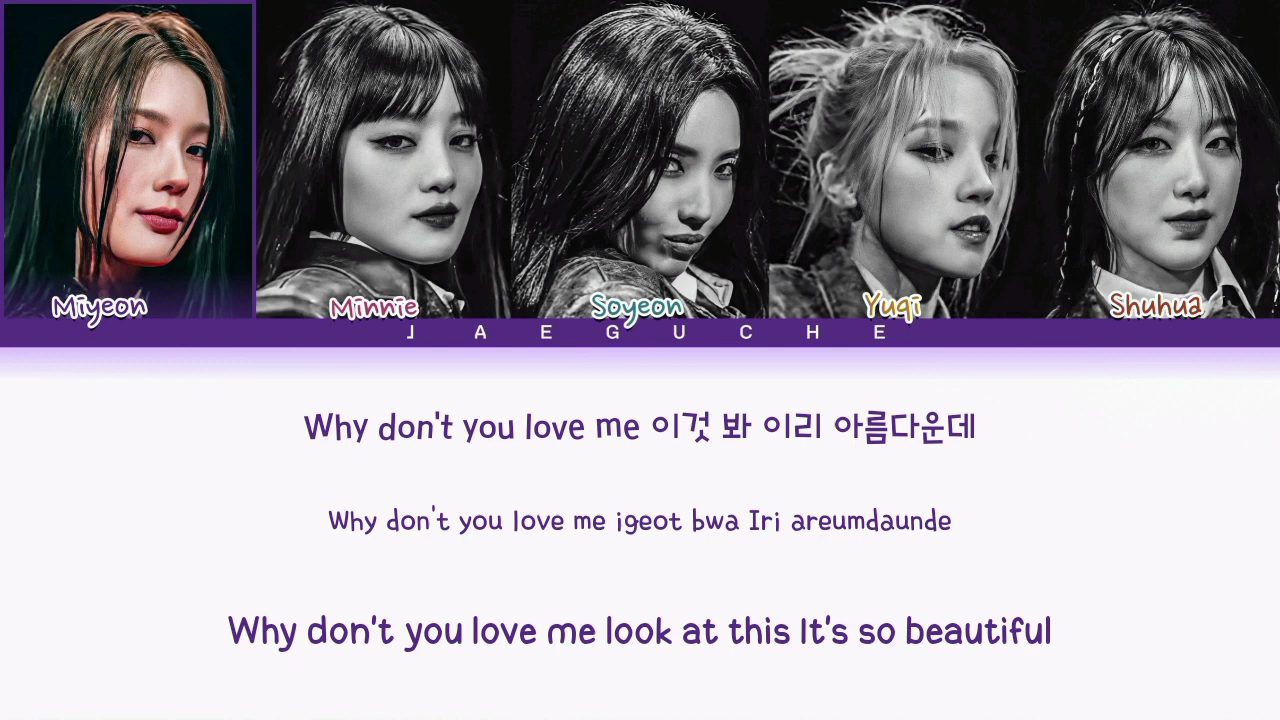 Miyeon Minnie Soyeon Yuqi Shuhua
JAEGUCHE
Why don't you love me 이것 봐 이리 아름다운데
Why don't you love me igeot bwa Iri areumdaunde
Why don't you love me look at this It's so beautiful